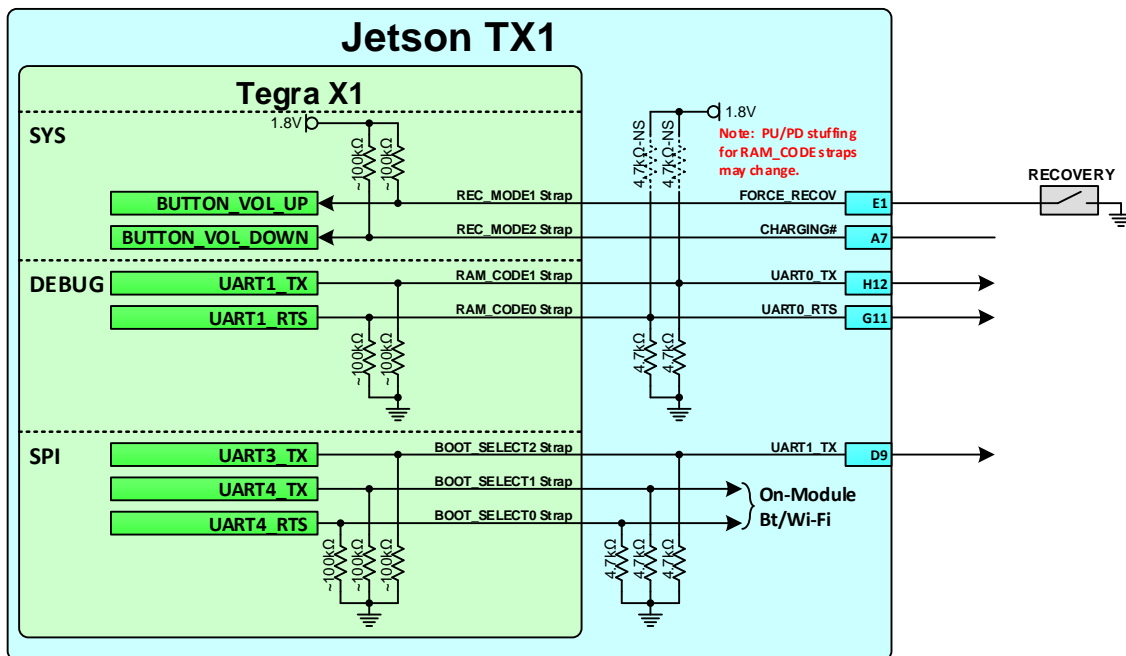 Jetson TX1
Tegra X1
SYS
1.8V
~100kΩ
~100kΩ
4.7kΩ-NS
4.7kΩ-NS
1.8V
Note: PU/PD stuffing
for RAM_CODE straps
may change.
RECOVERY
BUTTON_VOL_UP
REC_MODE1 Strap
FORCE_RECOV
E1
BUTTON_VOL_DOWN
REC_MODE2 Strap
CHARGING#
A7
DEBUG
UART1_TX
RAM_CODE1 Strap
UART0_TX
H12
UART1_RTS
RAM_CODE0 Strap
UART0_RTS
G11
~100kΩ
~100kΩ
4.7kΩ
4.7kΩ
SPI
UART3_TX
BOOT_SELECT2 Strap
UART1_TX
D9
UART4_TX
BOOT_SELECT1 Strap
On-Module
Bt/Wi-Fi
UART4_RTS
BOOT_SELECT0 Strap
~100kΩ
~100kΩ
~100kΩ
4.7kΩ
4.7kΩ
4.7kΩ